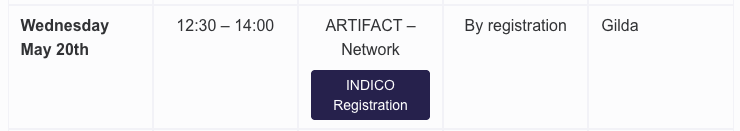 Wednesday
May 20th
12:30 – 14:00
ARTIFACT –
Network
INDICO
Registration
By registration
Gilda